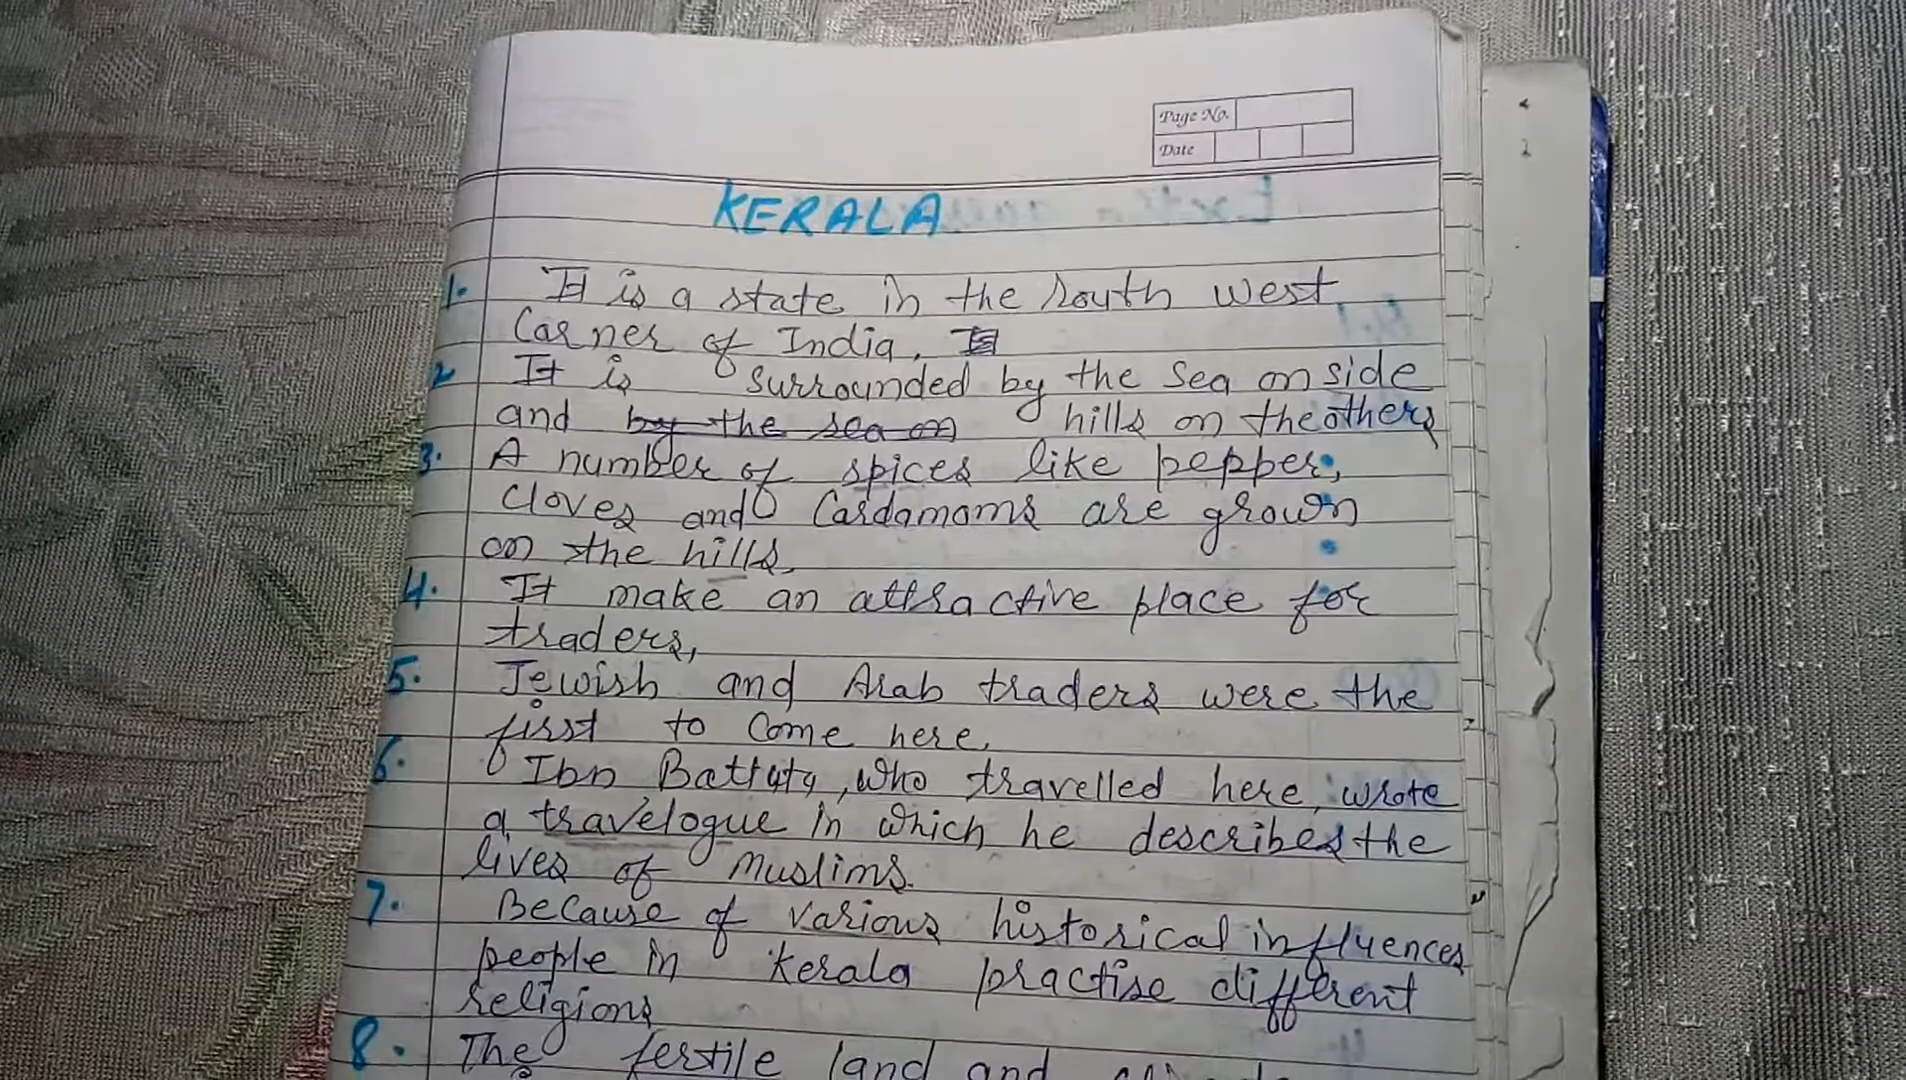 Page No.
Date
KERALA
1. It is a state in the south west
Corner of India.
2 It is surrounded by the sea on side
and by the sea on hills on the others
3. A number of spices like pepper,
Cloves and Cardamoms are grown
on the hills.
4. It make an attractive place for
traders,
5. Jewish and Arab traders were the
first to come here.
6. Ibn Battuta, who travelled here, wrote
a travelogue in which he describes the
lives of Muslims.
7. Because of various historical influences
people in Kerala practise different
religions
8. The fertile land and